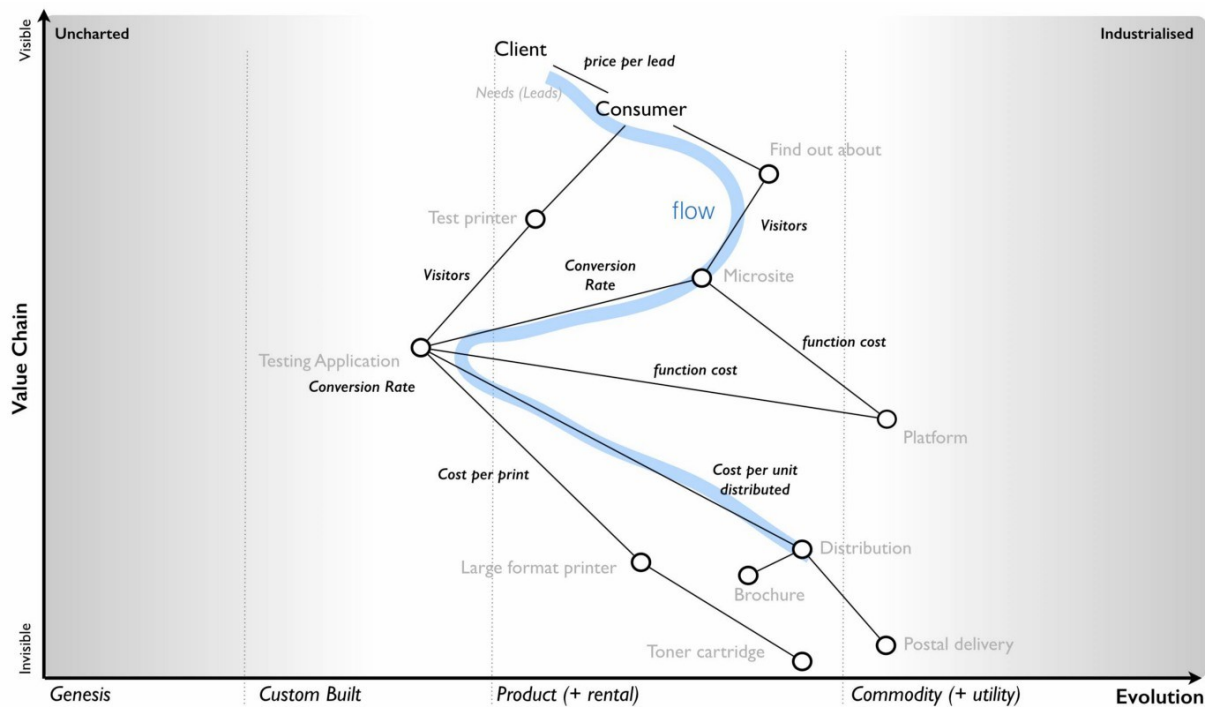 Visible
Uncharted
Industrialised
Client
price per lead
Needs (Leads)
Consumer
Find out about
Test printer
flow
Visitors
Conversion
Rate
Visitors
Microsite
Value Chain
Testing Application
Conversion Rate
function cost
function cost
Platform
Cost per print
Cost per unit
distributed
Large format printer
Distribution
Brochure
Toner cartridge
Postal delivery
Invisible
Genesis
Custom Built
Product (+ rental)
Commodity (+ utility)
Evolution